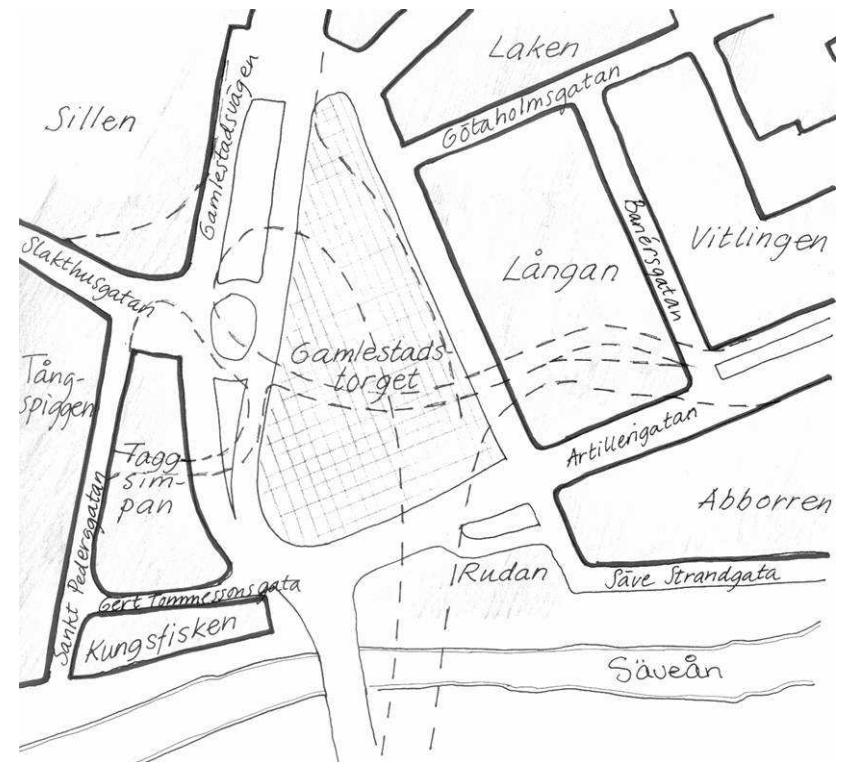 Laken
Götaholmsgatan
Sillen
Gamlestadsvägen
Banérsgatan
Vitlingen
Långan
Slakthusgatan
Gamlestads-
torget
Tång-
spiggen
Tagg-
sim-
pan
Artillerigatan
Abborren
Sankt Pedersgatan
Rudan
Säve Strandgata
Gert Tommessonsgata
Kungsfisken
Säveån